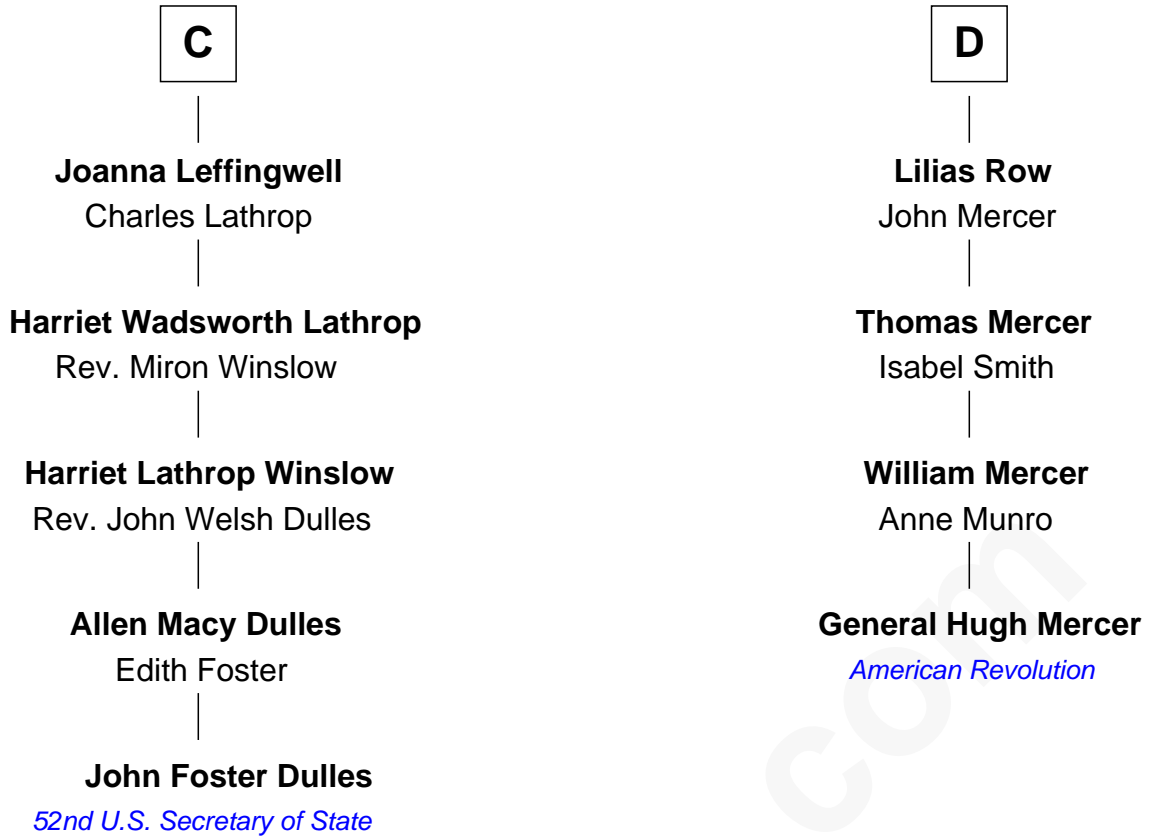 C
Joanna Leffingwell
Charles Lathrop
Harriet Wadsworth Lathrop
Rev. Miron Winslow
Harriet Lathrop Winslow
Rev. John Welsh Dulles
Allen Macy Dulles
Edith Foster
John Foster Dulles
52nd U.S. Secretary of State
D
Lilias Row
John Mercer
Thomas Mercer
Isabel Smith
William Mercer
Anne Munro
General Hugh Mercer
American Revolution
com